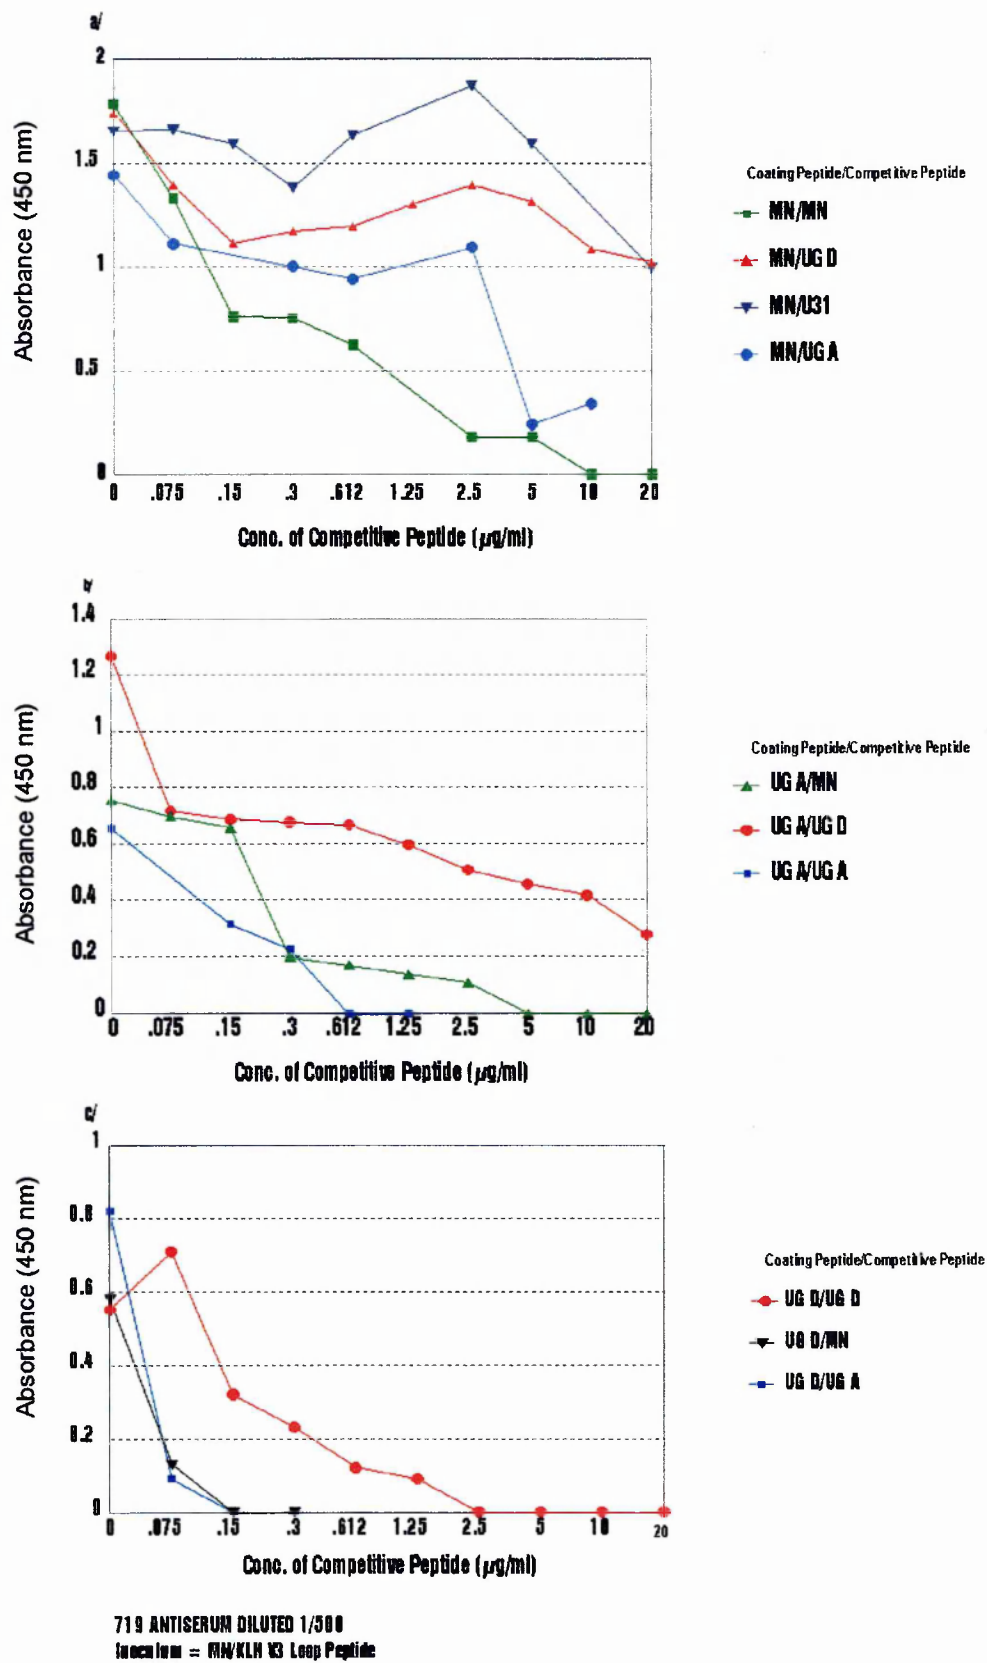 a/
Absorbance (450 nm)
2
1.5
1
0.5
0
0 .075 .15 .3 .612 1.25 2.5 5 10 20
Conc. of Competitive Peptide (µg/ml)
Coating Peptide/Competitive Peptide
MN/MN
MN/UG D
MN/U31
MN/UG A
b/
Absorbance (450 nm)
1.4
1.2
1
0.8
0.6
0.4
0.2
0
0 .075 .15 .3 .612 1.25 2.5 5 10 20
Conc. of Competitive Peptide (µg/ml)
Coating Peptide/Competitive Peptide
UG A/MN
UG A/UG D
UG A/UG A
c/
Absorbance (450 nm)
1
0.8
0.6
0.4
0.2
0
0 .075 .15 .3 .612 1.25 2.5 5 10 20
Conc. of Competitive Peptide (µg/ml)
Coating Peptide/Competitive Peptide
UG D/UG D
UG D/MN
UG D/UG A
719 ANTISERUM DILUTED 1/500
Inoculum = MN/KLH V3 Loop Peptide